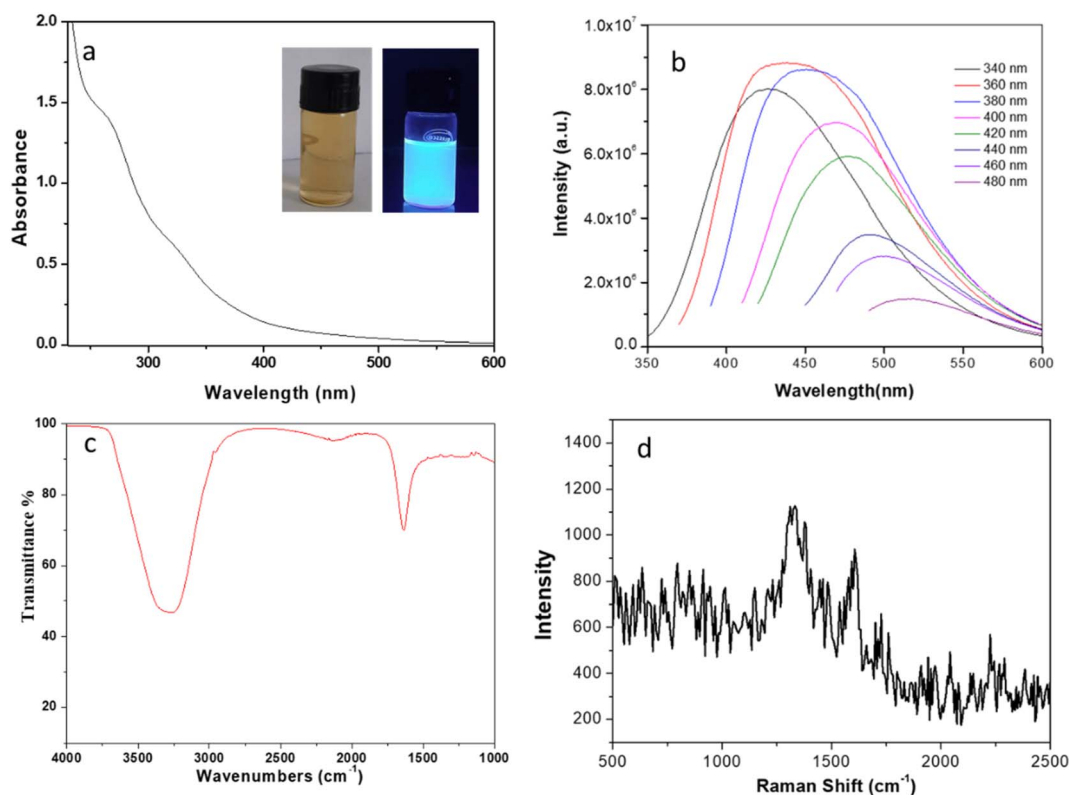 a
2.0
1.5
1.0
0.5
0.0
Absorbance
300 400 500 600
Wavelength (nm)
b
1.0x10⁷
8.0x10⁶
6.0x10⁶
4.0x10⁶
2.0x10⁶
0.0
Intensity (a.u.)
340 nm
360 nm
380 nm
400 nm
420 nm
440 nm
460 nm
480 nm
350 400 450 500 550 600
Wavelength(nm)
c
100
80
60
40
20
Transmittance %
4000 3500 3000 2500 2000 1500 1000
Wavenumbers (cm⁻¹)
d
1400
1200
1000
800
600
400
200
Intensity
500 1000 1500 2000 2500
Raman Shift (cm⁻¹)